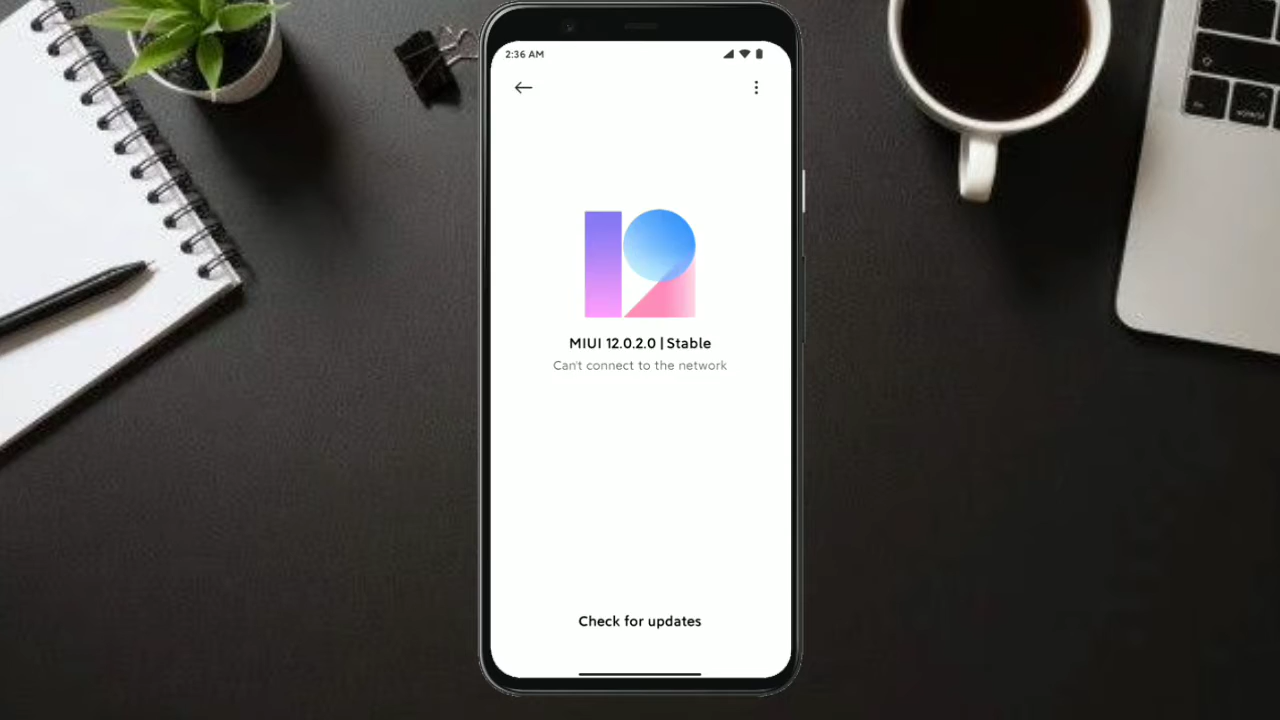 2:36 AM
MIUI 12.0.2.0 | Stable
Can't connect to the network
Check for updates